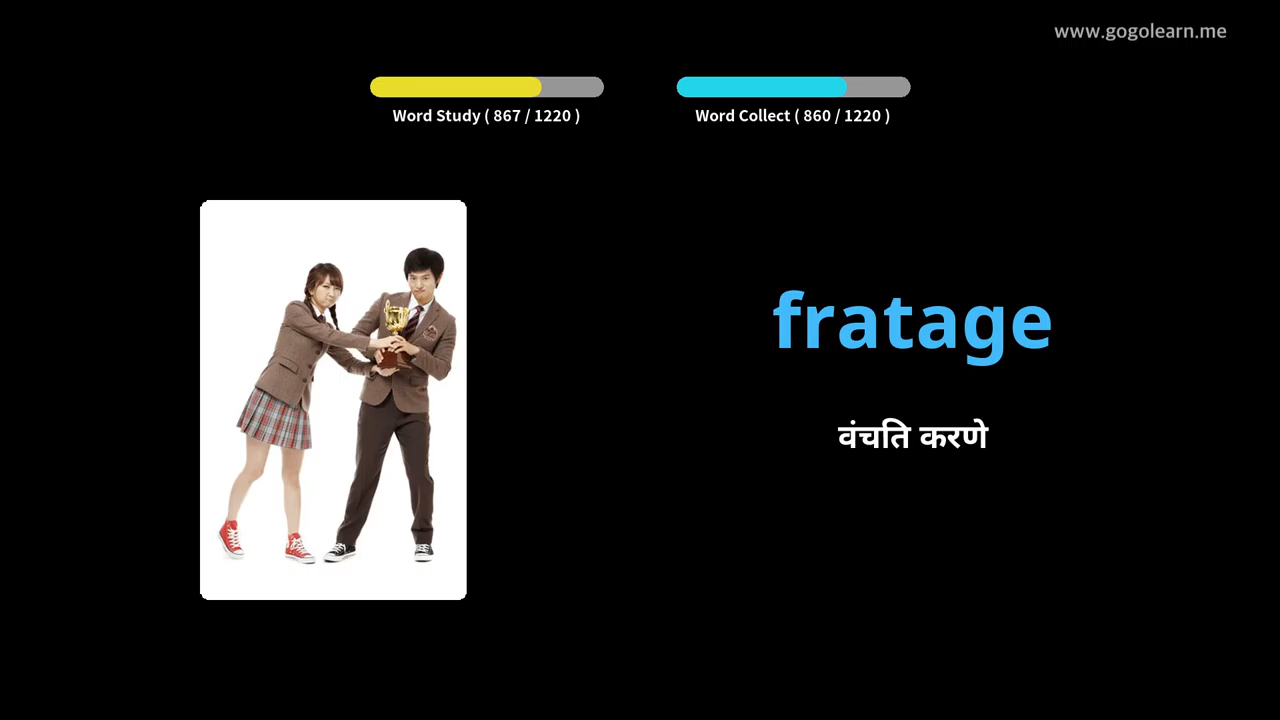 www.gogolearn.me
Word Study ( 867 / 1220 )
Word Collect ( 860 / 1220 )
fratage
वंचति करणे